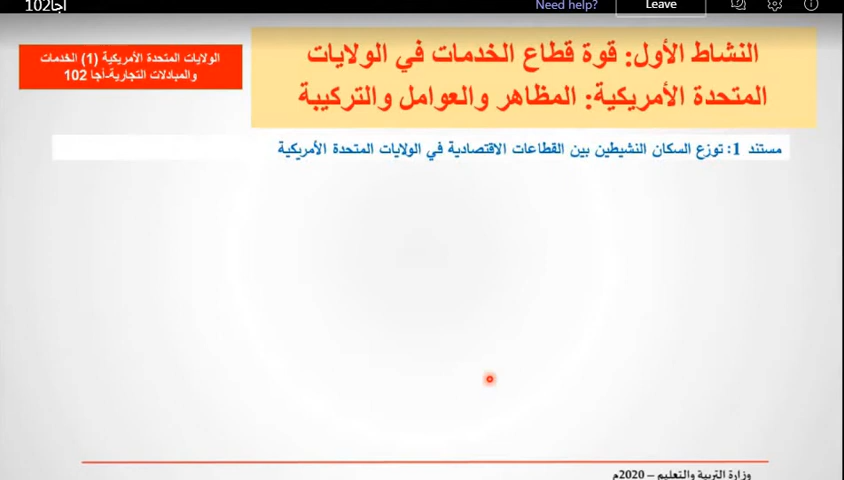 اجا102
Need help?
Leave
الولايات المتحدة الأمريكية (1) الخدمات
والمبادلات التجارية-أجا 102
النشاط الأول: قوة قطاع الخدمات في الولايات
المتحدة الأمريكية: المظاهر والعوامل والتركيبة
مستند 1: توزع السكان النشيطين بين القطاعات الاقتصادية في الولايات المتحدة الأمريكية
وزارة التربية والتعليم – 2020م